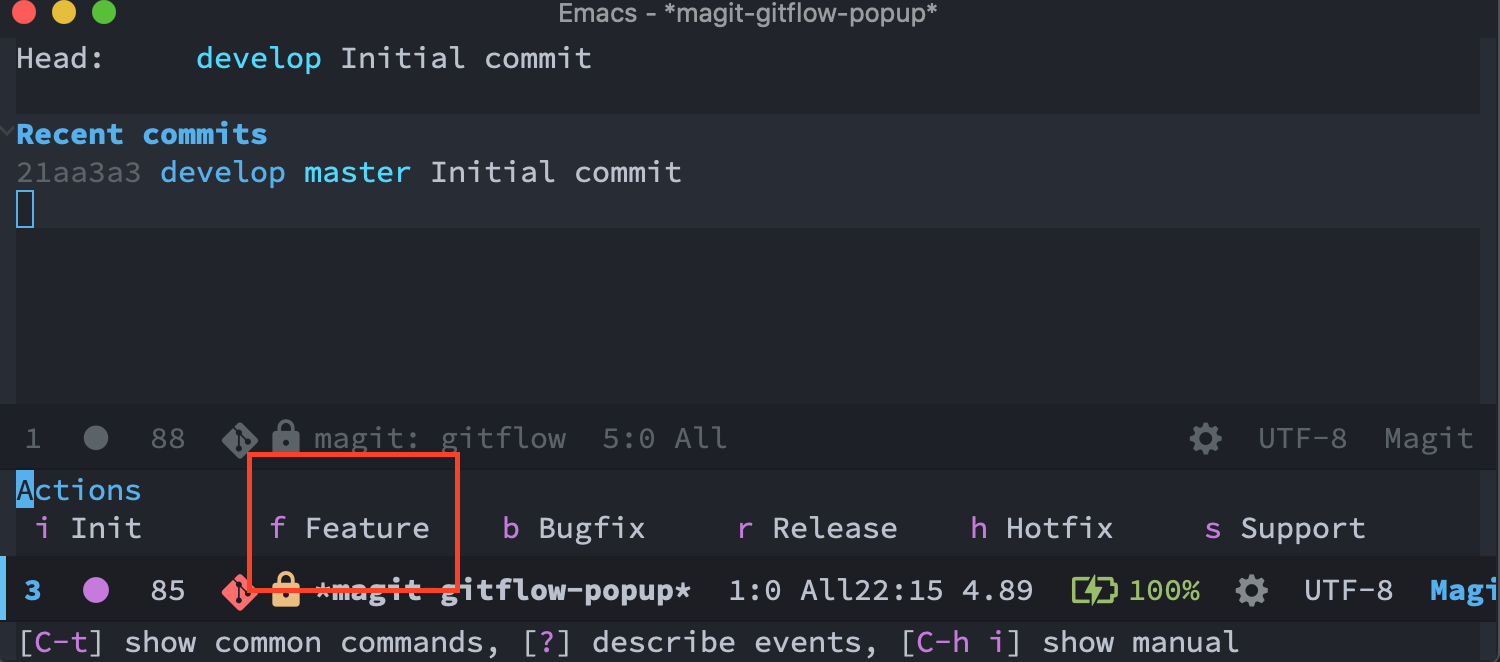 Emacs - *magit-gitflow-popup*
Head: develop Initial commit
Recent commits
21aa3a3 develop master Initial commit
1 88 magit: gitflow 5:0 All UTF-8 Magit
Actions
i Init f Feature b Bugfix r Release h Hotfix s Support
3 85 *magit-gitflow-popup* 1:0 All22:15 4.89 100% UTF-8 Magi
[C-t] show common commands, [?] describe events, [C-h i] show manual